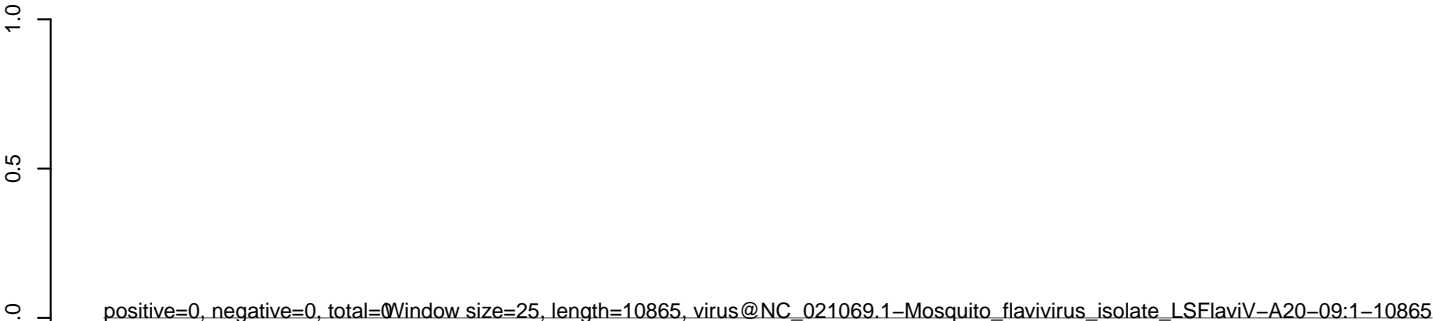 1.0
0.5
.0
positive=0, negative=0, total=0Window size=25, length=10865, virus@NC_021069.1−Mosquito_flavivirus_isolate_LSFlaviV−A20−09:1−10865